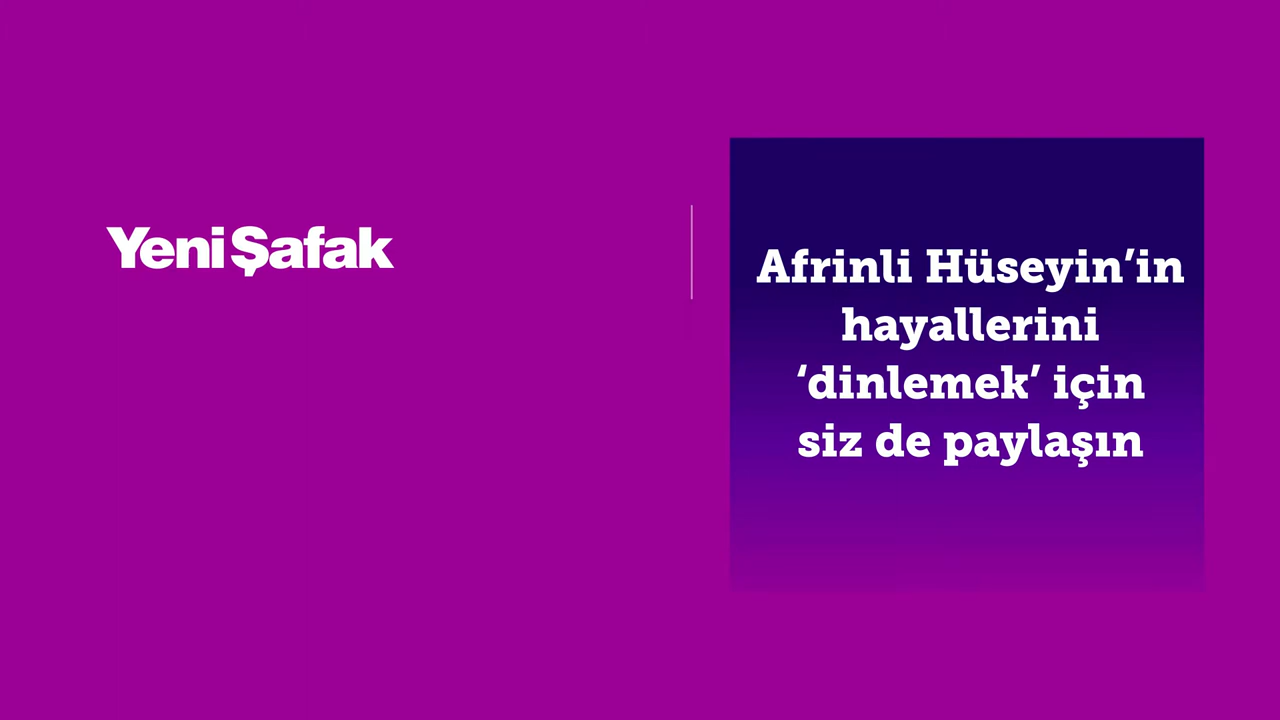 Yeni Şafak
Afrinli Hüseyin’in
hayallerini
‘dinlemek’ için
siz de paylaşın